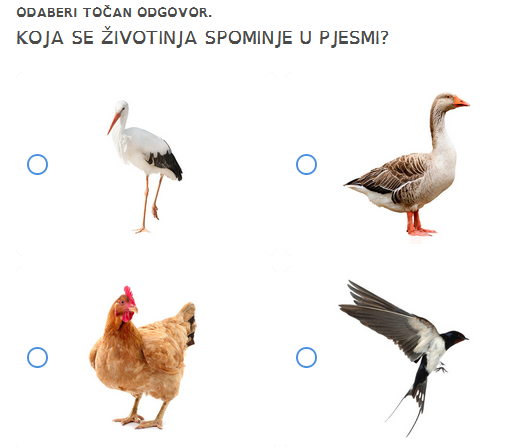 ODABERI TOČAN ODGOVOR.
KOJA SE ŽIVOTINJA SPOMINJE U PJESMI?